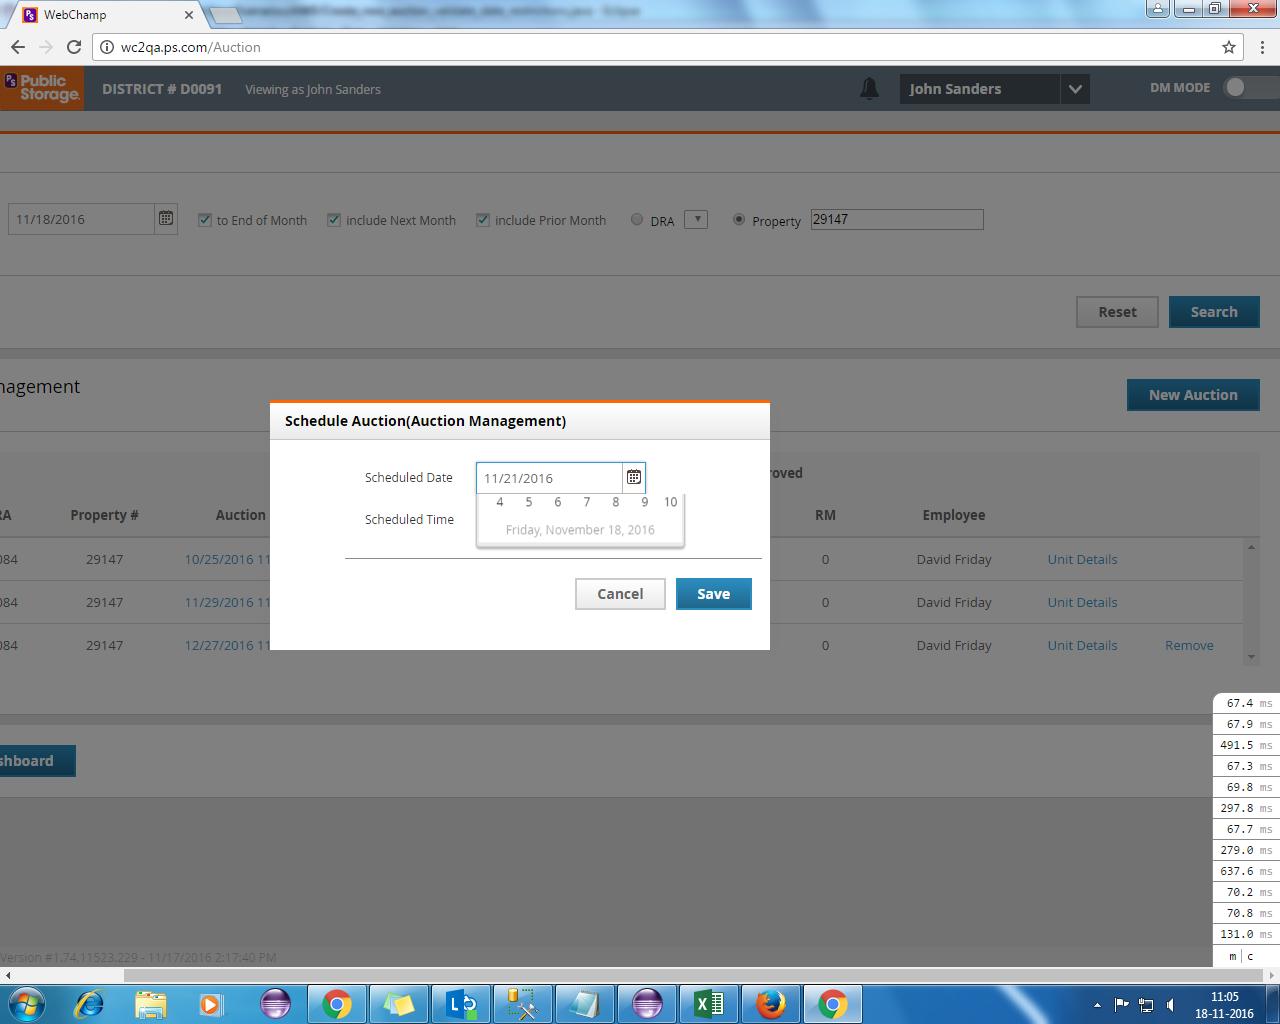 WebChamp
wc2qa.ps.com/Auction
PS Public Storage.
DISTRICT # D0091
Viewing as John Sanders
John Sanders
DM MODE
11/18/2016
to End of Month
include Next Month
include Prior Month
DRA
Property
29147
Reset
Search
nagement
New Auction
Schedule Auction(Auction Management)
Scheduled Date
11/21/2016
4 5 6 7 8 9 10
Friday, November 18, 2016
Scheduled Time
Cancel
Save
oved
RA Property # Auction RM Employee
084 29147 10/25/2016 11 0 David Friday Unit Details
084 29147 11/29/2016 11 0 David Friday Unit Details
084 29147 12/27/2016 11 0 David Friday Unit Details Remove
shboard
67.4 ms
67.9 ms
491.5 ms
67.3 ms
69.8 ms
297.8 ms
67.7 ms
279.0 ms
637.6 ms
70.2 ms
70.8 ms
131.0 ms
m | c
Version #1.74.11523.229 - 11/17/2016 2:17:40 PM
11:05
18-11-2016